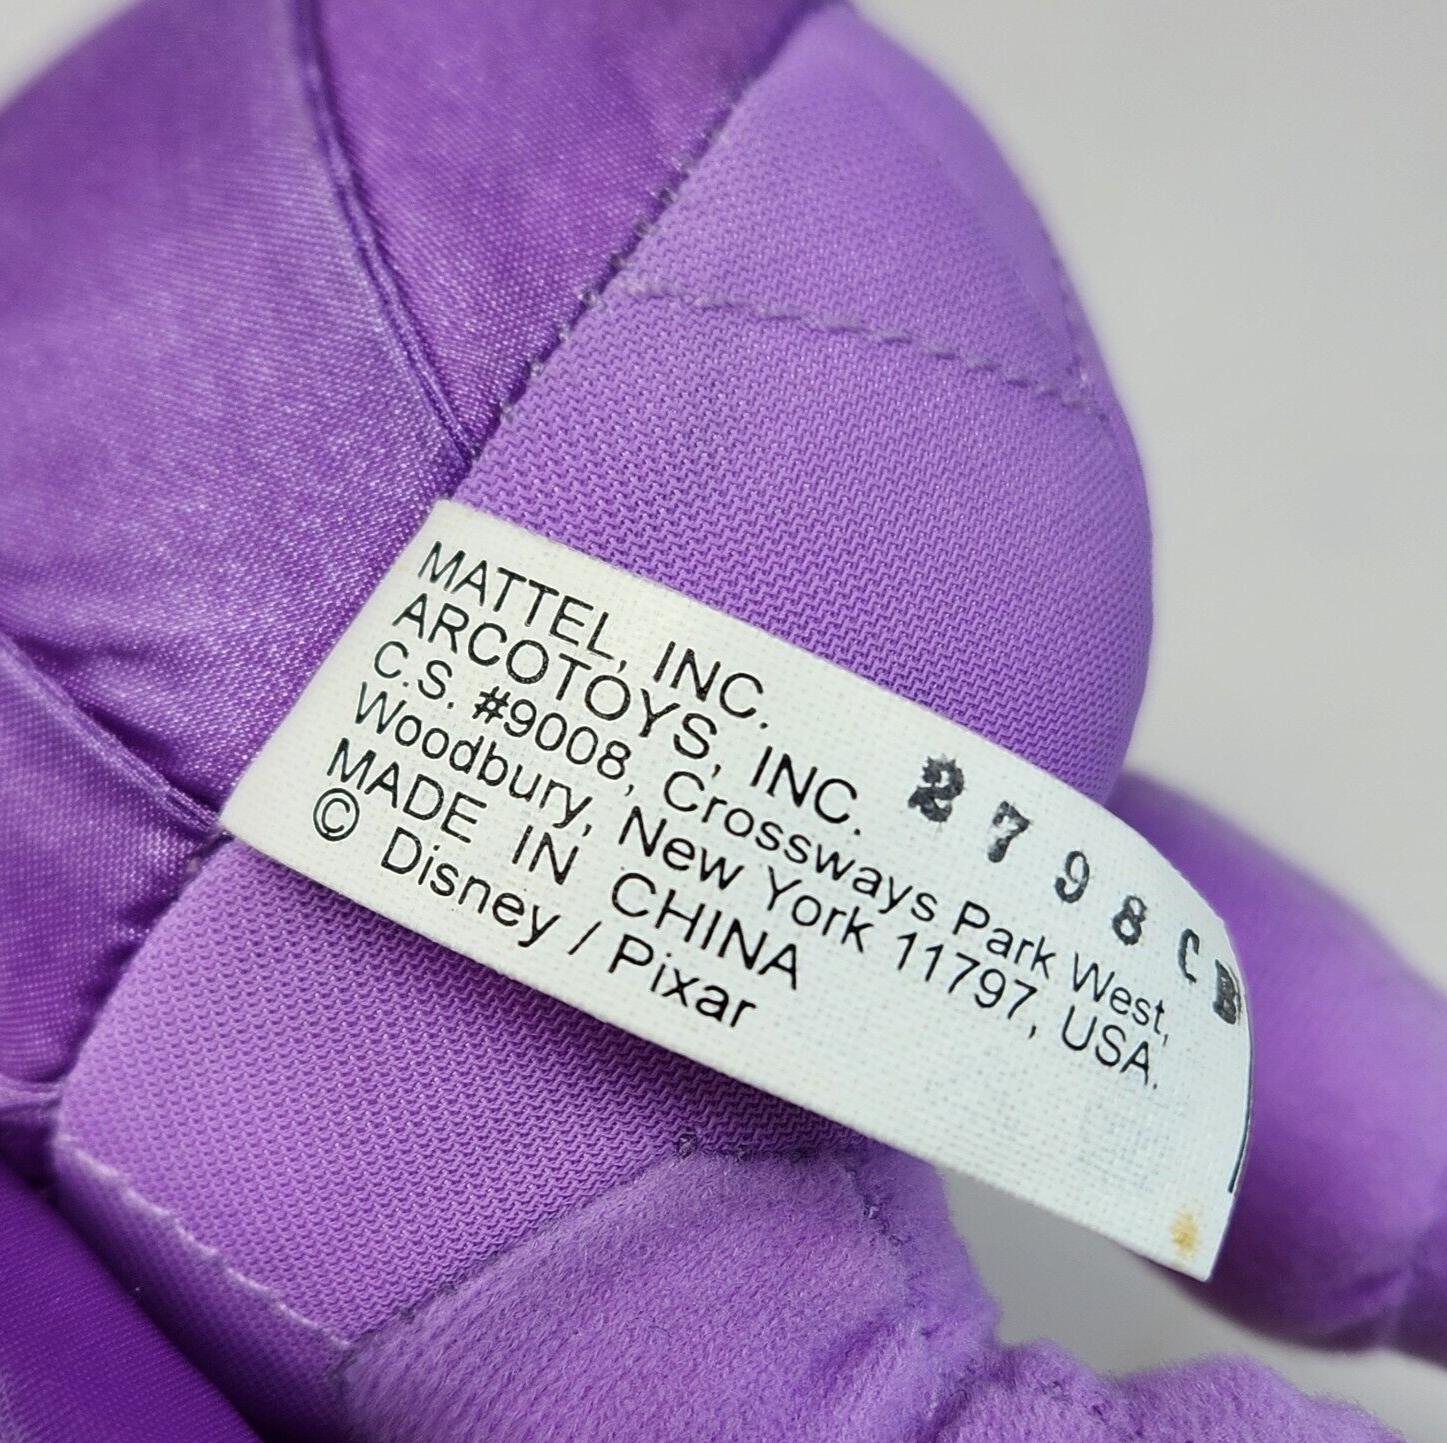 MATTEL, INC.
ARCOTOYS, INC.
C.S. #9008, Crossways Park West,
Woodbury, New York 11797, USA.
MADE IN CHINA
© Disney / Pixar
2798CB